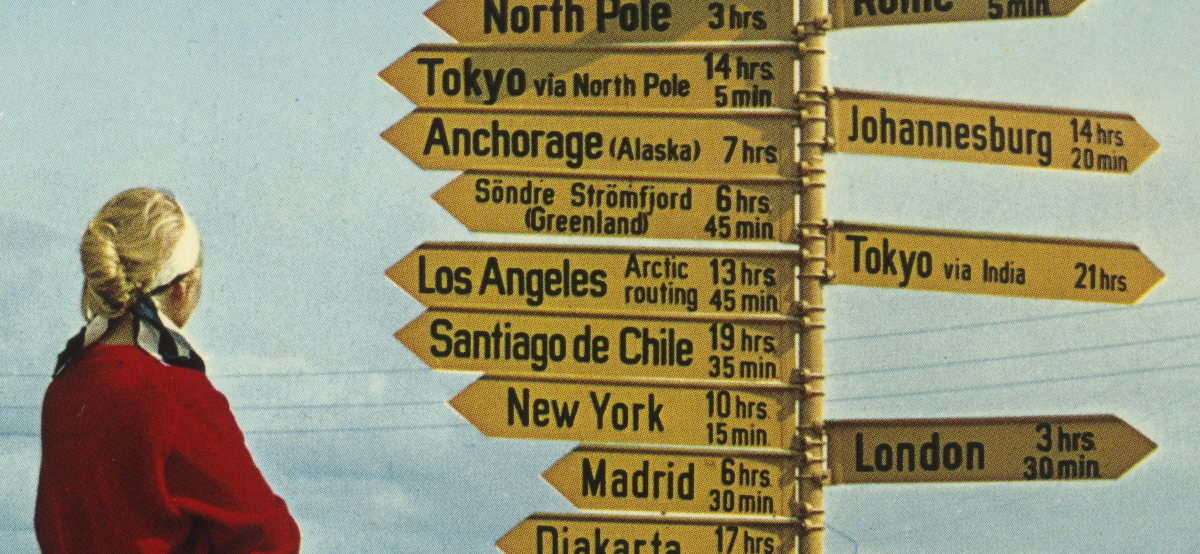 North Pole 3 hrs
Tokyo via North Pole 14 hrs
5 min
Anchorage (Alaska) 7 hrs
Söndre Strömfjord 6 hrs
(Greenland) 45 min
Los Angeles Arctic 13 hrs
routing 45 min
Santiago de Chile 19 hrs
35 min
New York 10 hrs
15 min
Madrid 6 hrs
30 min
Djakarta 17 hrs
Rome 5 min
Johannesburg 14 hrs
20 min
Tokyo via India 21 hrs
London 3 hrs
30 min